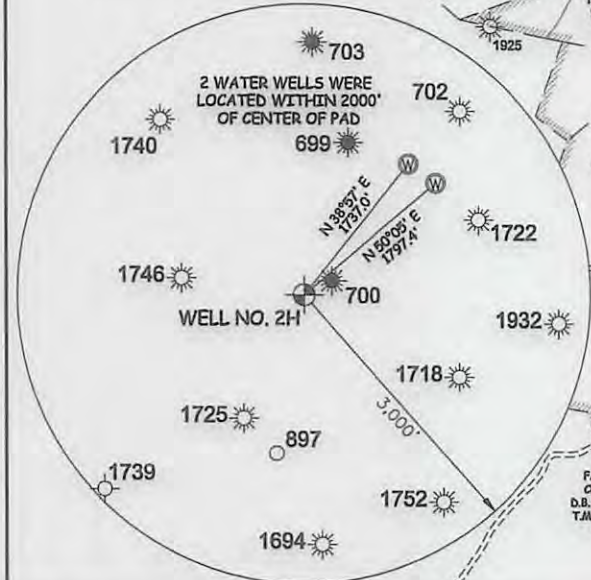 703
1925
2 WATER WELLS WERE
LOCATED WITHIN 2000'
OF CENTER OF PAD
702
1740
699
W
W
N 38°57' E
1737.0'
N 50°05' E
1797.4'
1722
1746
700
WELL NO. 2H
1932
1718
3,000'
1725
897
1739
1752
1694
D.B.
T.M